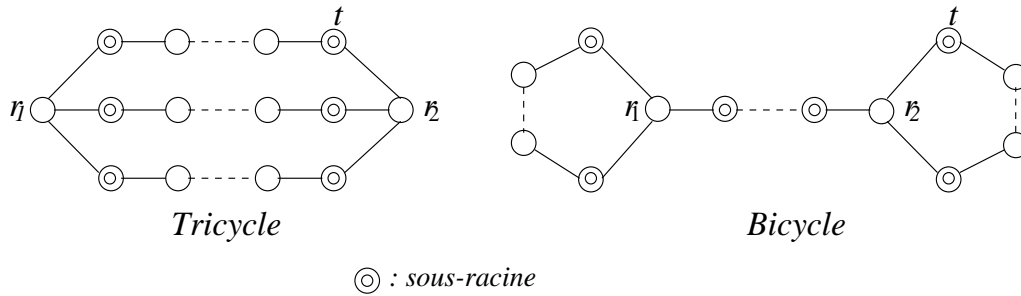 t t
r1 r2 r1 r2
Tricycle Bicycle
: sous-racine